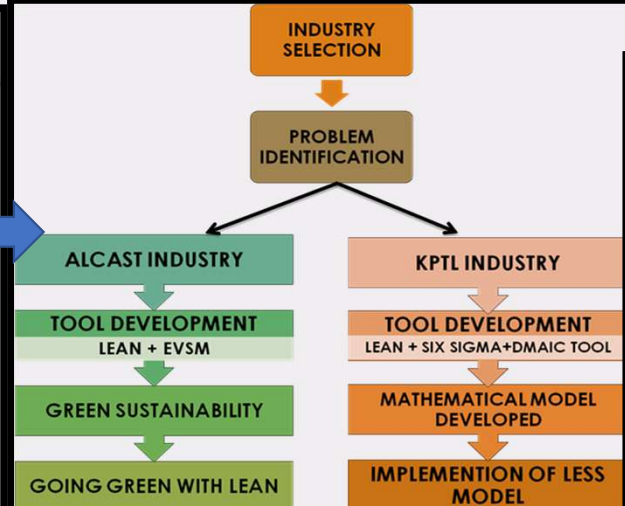 INDUSTRY
SELECTION
PROBLEM
IDENTIFICATION
ALCAST INDUSTRY
TOOL DEVELOPMENT
LEAN + EVSM
GREEN SUSTAINABILITY
GOING GREEN WITH LEAN
KPTL INDUSTRY
TOOL DEVELOPMENT
LEAN + SIX SIGMA+DMAIC TOOL
MATHEMATICAL MODEL
DEVELOPED
IMPLEMENTION OF LESS
MODEL